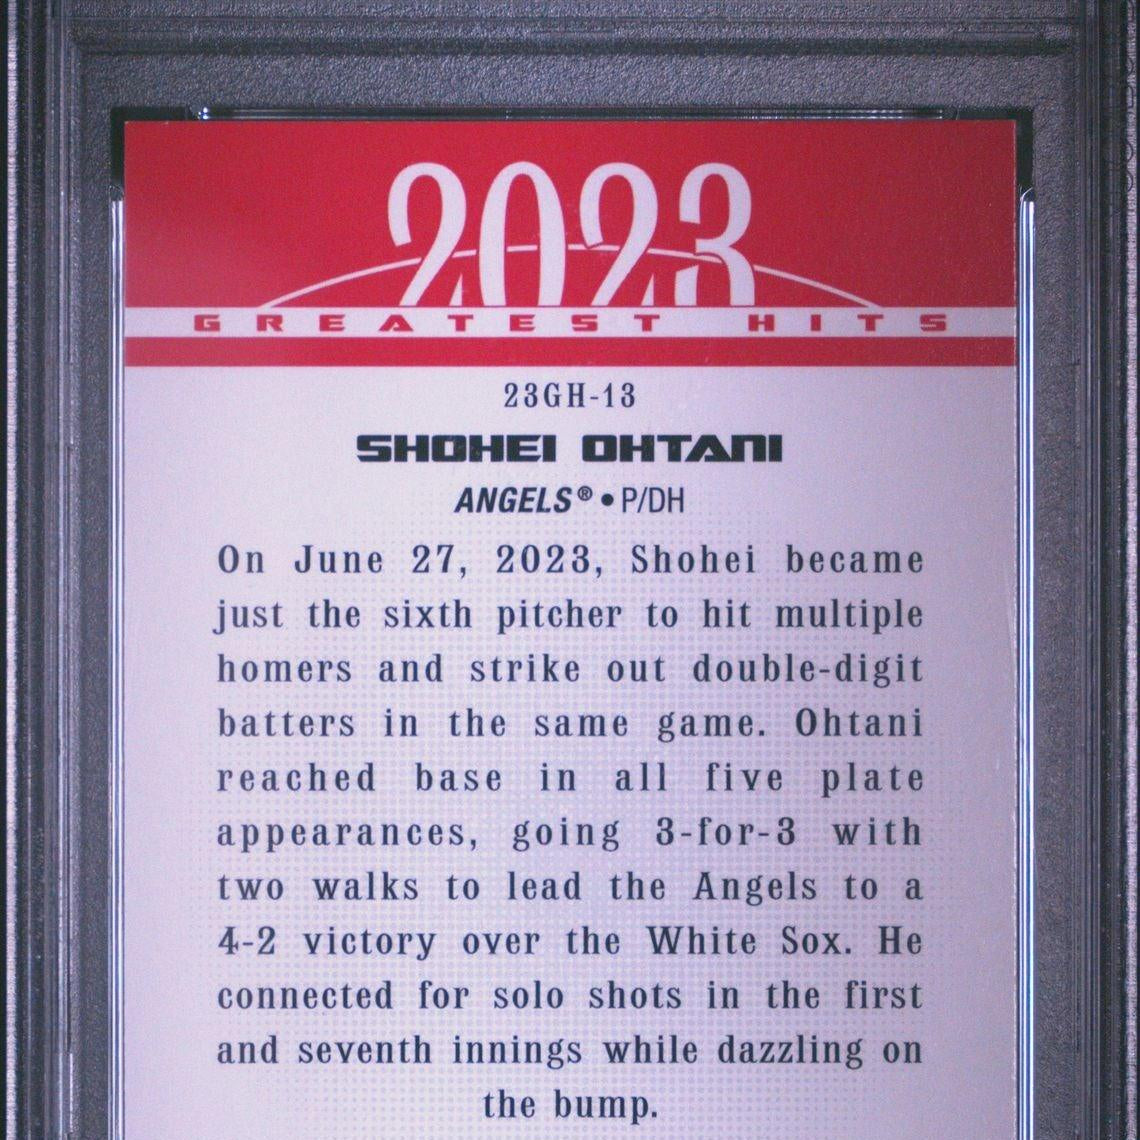 2023
GREATEST HITS
23GH-13
SHOHEI OHTANI
ANGELS® • P/DH
On June 27, 2023, Shohei became
just the sixth pitcher to hit multiple
homers and strike out double-digit
batters in the same game. Ohtani
reached base in all five plate
appearances, going 3-for-3 with
two walks to lead the Angels to a
4-2 victory over the White Sox. He
connected for solo shots in the first
and seventh innings while dazzling on
the bump.